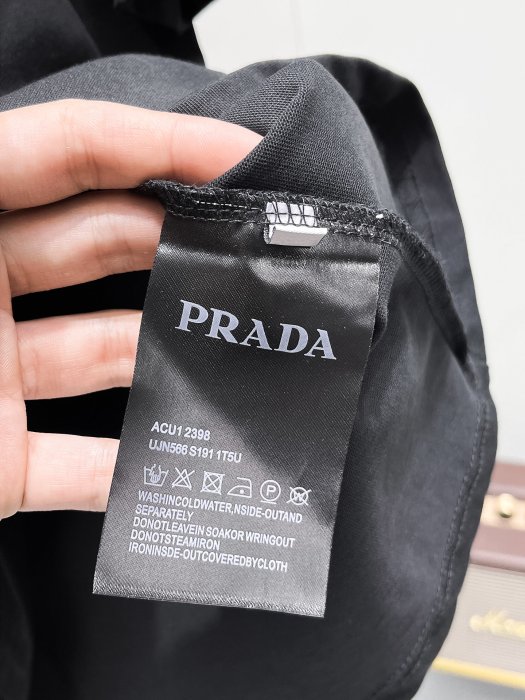 PRADA
ACU1 2398
UJN566 S191 1T5U
WASHINCOLDWATER,NSIDE-OUTAND
SEPARATELY
DONOTLEAVEIN SOAKOR WRINGOUT
DONOTSTEAMIRON
IRONINSDE-OUTCOVEREDBYCLOTH